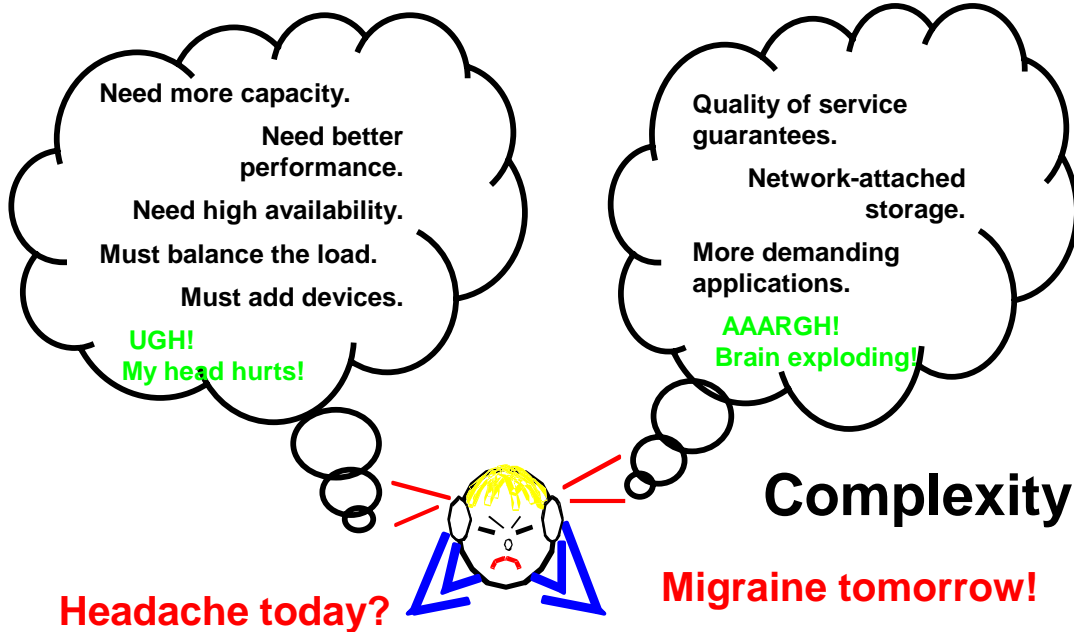 Need more capacity.
Need better
performance.
Need high availability.
Must balance the load.
Must add devices.
UGH!
My head hurts!
Quality of service
guarantees.
Network-attached
storage.
More demanding
applications.
AAARGH!
Brain exploding!
Complexity
Headache today?
Migraine tomorrow!